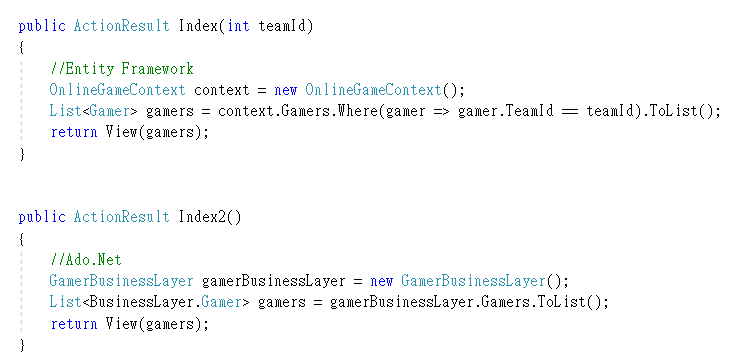 public ActionResult Index(int teamId)
{
    //Entity Framework
    OnlineGameContext context = new OnlineGameContext();
    List<Gamer> gamers = context.Gamers.Where(gamer => gamer.TeamId == teamId).ToList();
    return View(gamers);
}
public ActionResult Index2()
{
    //Ado.Net
    GamerBusinessLayer gamerBusinessLayer = new GamerBusinessLayer();
    List<BusinessLayer.Gamer> gamers = gamerBusinessLayer.Gamers.ToList();
    return View(gamers);
}